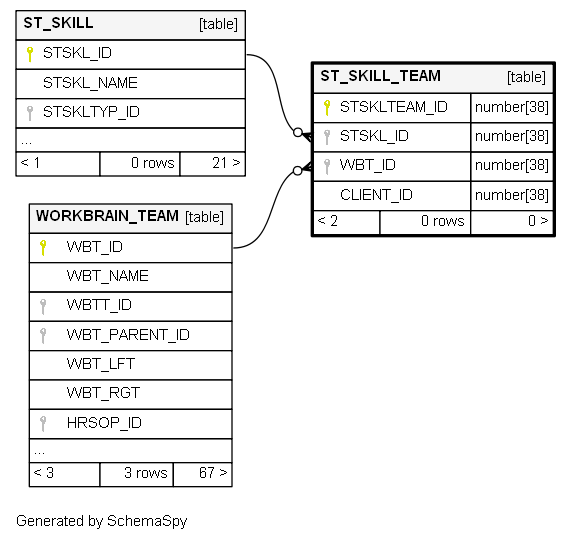 ST_SKILL [table]
STSKL_ID
STSKL_NAME
STSKLTYP_ID
...
< 1 0 rows 21 >
ST_SKILL_TEAM [table]
STSKLTEAM_ID number[38]
STSKL_ID number[38]
WBT_ID number[38]
CLIENT_ID number[38]
< 2 0 rows 0 >
WORKBRAIN_TEAM [table]
WBT_ID
WBT_NAME
WBTT_ID
WBT_PARENT_ID
WBT_LFT
WBT_RGT
HRSOP_ID
...
< 3 3 rows 67 >
Generated by SchemaSpy